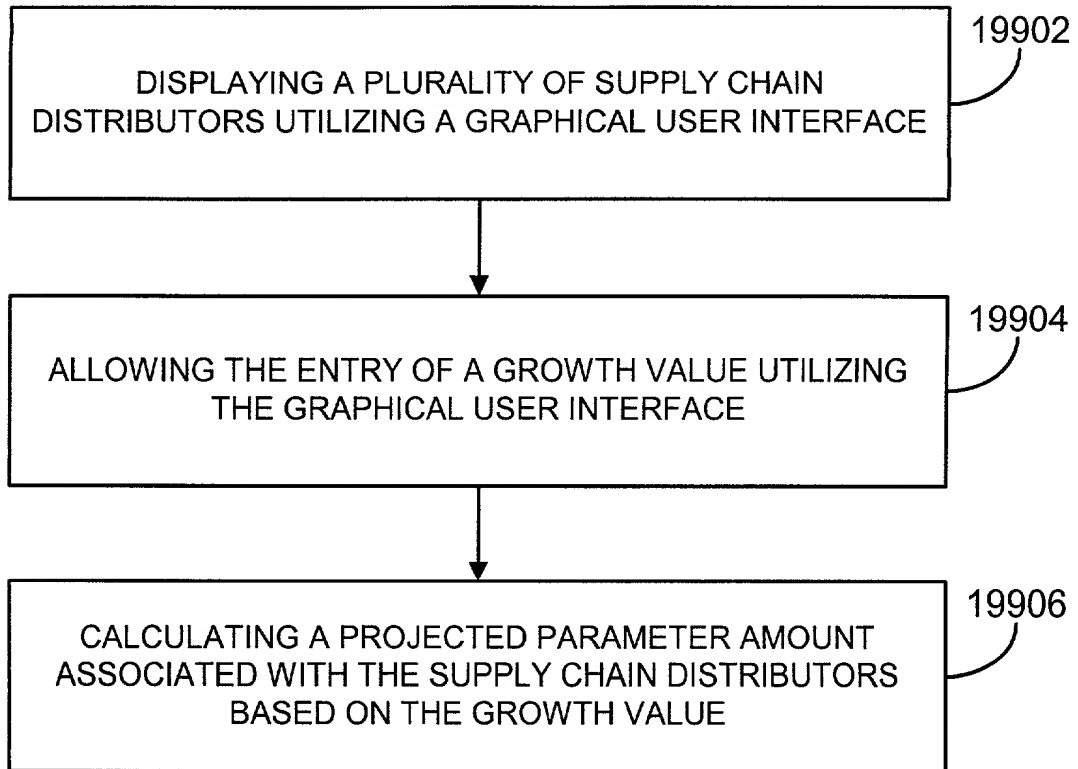 19902
DISPLAYING A PLURALITY OF SUPPLY CHAIN
DISTRIBUTORS UTILIZING A GRAPHICAL USER INTERFACE
19904
ALLOWING THE ENTRY OF A GROWTH VALUE UTILIZING
THE GRAPHICAL USER INTERFACE
19906
CALCULATING A PROJECTED PARAMETER AMOUNT
ASSOCIATED WITH THE SUPPLY CHAIN DISTRIBUTORS
BASED ON THE GROWTH VALUE